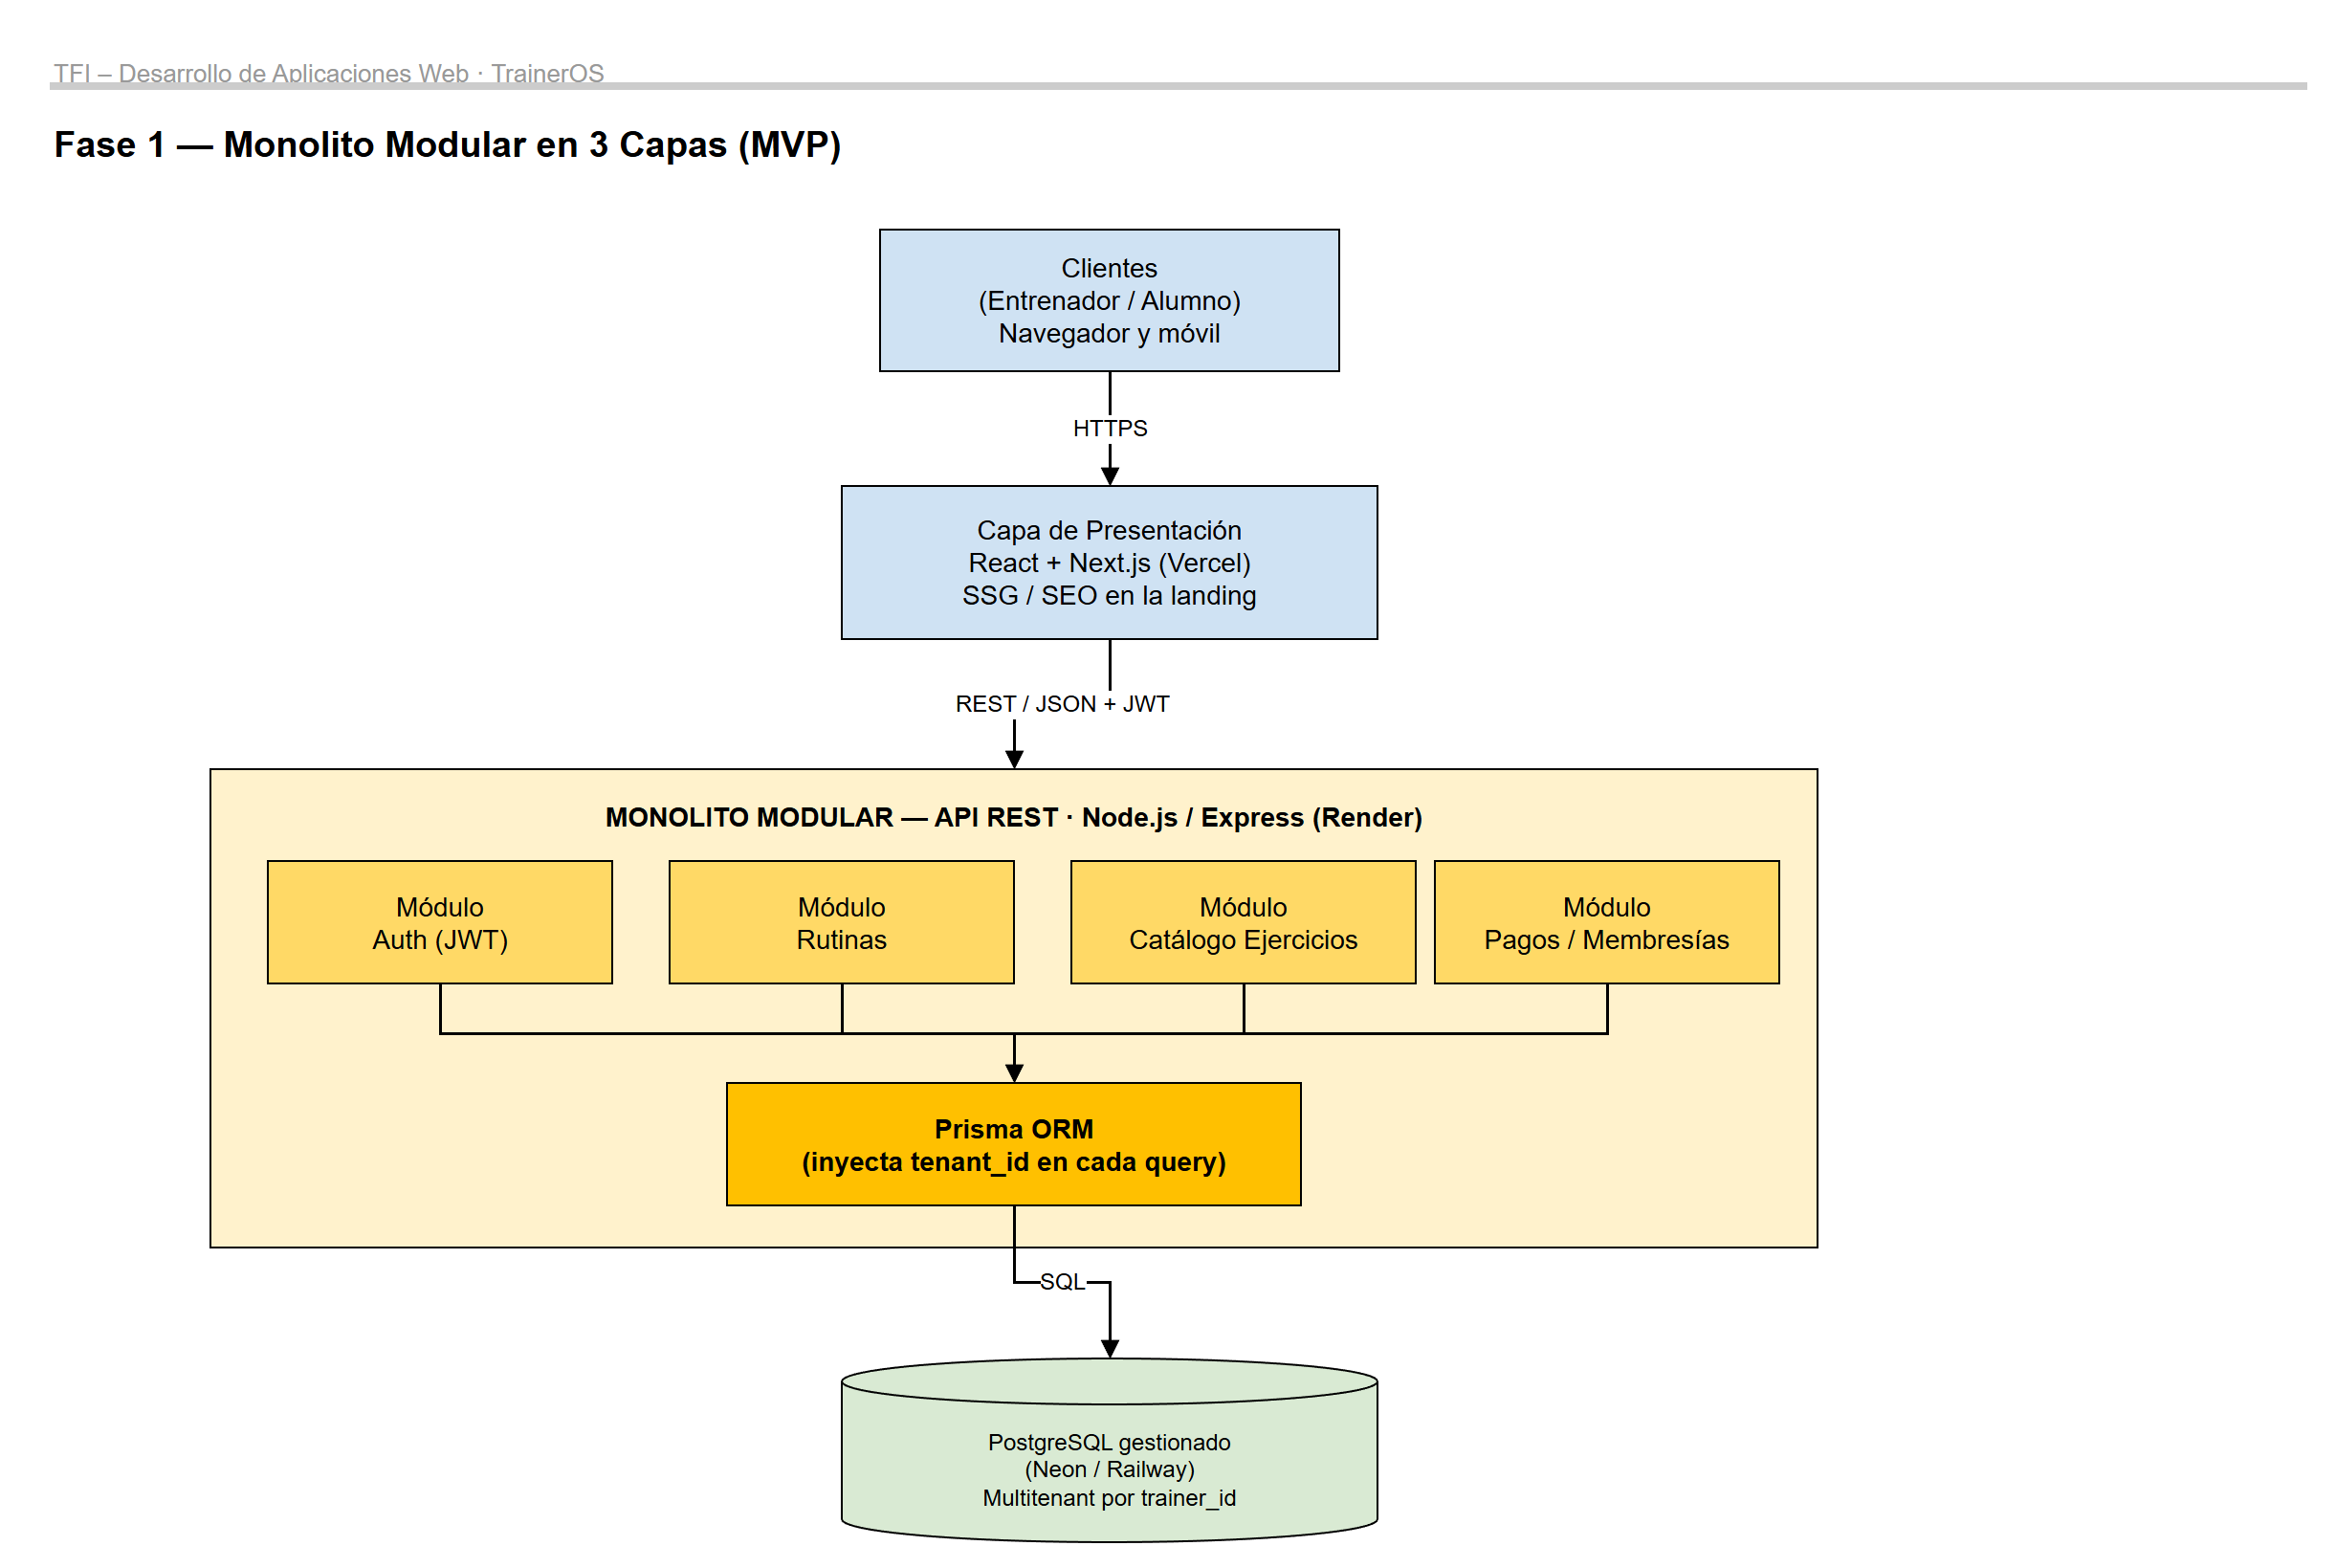 TFI – Desarrollo de Aplicaciones Web · TrainerOS
Fase 1 — Monolito Modular en 3 Capas (MVP)
Clientes
(Entrenador / Alumno)
Navegador y móvil
HTTPS
Capa de Presentación
React + Next.js (Vercel)
SSG / SEO en la landing
REST / JSON + JWT
MONOLITO MODULAR — API REST · Node.js / Express (Render)
Módulo
Auth (JWT)
Módulo
Rutinas
Módulo
Catálogo Ejercicios
Módulo
Pagos / Membresías
Prisma ORM
(inyecta tenant_id en cada query)
SQL
PostgreSQL gestionado
(Neon / Railway)
Multitenant por trainer_id